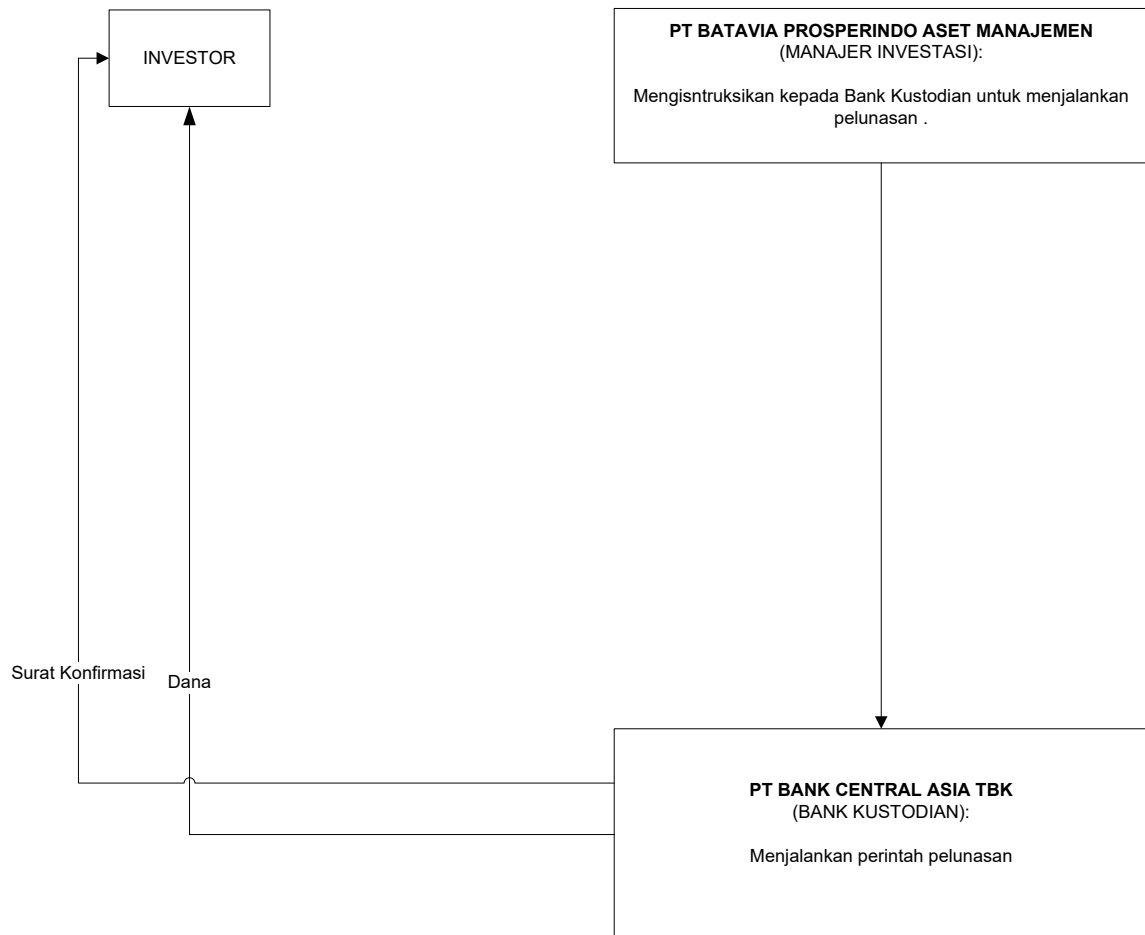 INVESTOR
PT BATAVIA PROSPERINDO ASET MANAJEMEN
(MANAJER INVESTASI):
Mengisntruksikan kepada Bank Kustodian untuk menjalankan
pelunasan .
Surat Konfirmasi
Dana
PT BANK CENTRAL ASIA TBK
(BANK KUSTODIAN):
Menjalankan perintah pelunasan